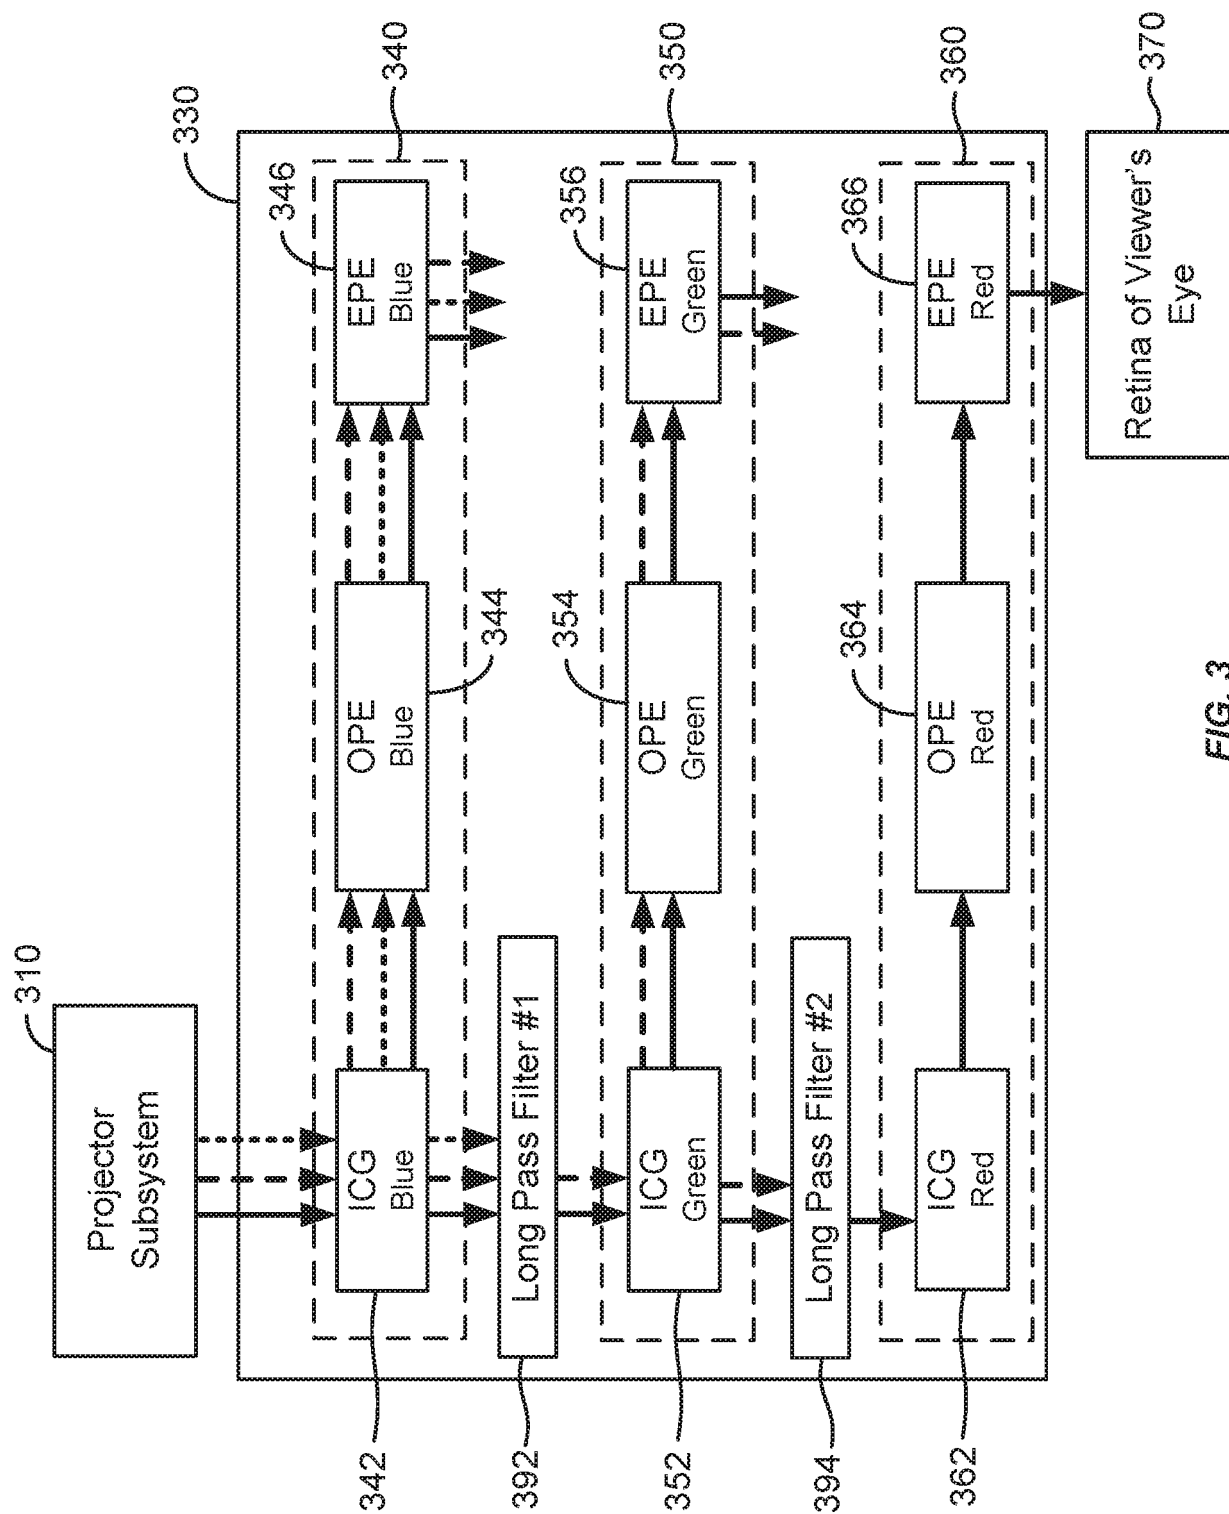 310
Projector
Subsystem
330
340
342
ICG
Blue
OPE
Blue
344
EPE
Blue
346
392
Long Pass Filter #1
350
352
ICG
Green
OPE
Green
354
EPE
Green
356
394
Long Pass Filter #2
360
362
ICG
Red
OPE
Red
364
EPE
Red
366
370
Retina of Viewer's
Eye
FIG. 3